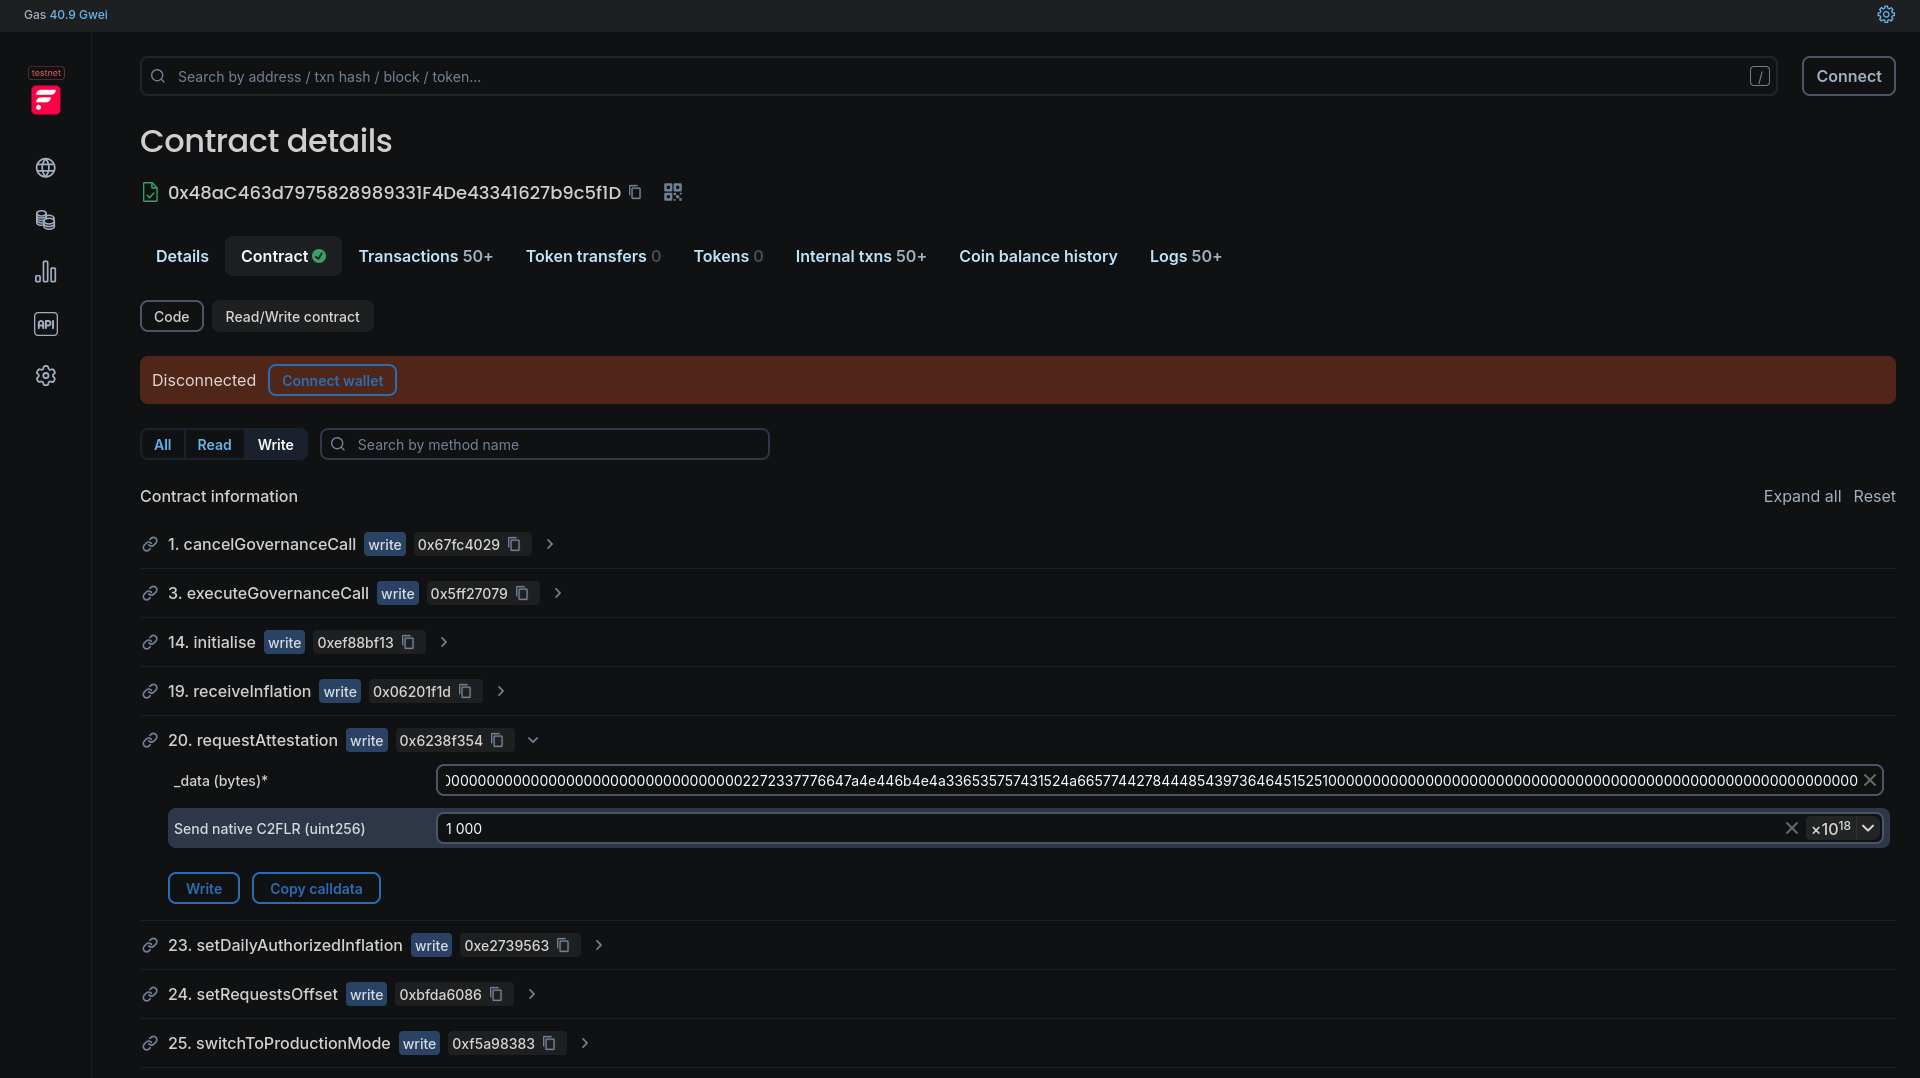 Gas 40.9 Gwei
testnet
Search by address / txn hash / block / token... /
Connect
Contract details
0x48aC463d7975828989331F4De43341627b9c5f1D
Details Contract Transactions 50+ Token transfers 0 Tokens 0 Internal txns 50+ Coin balance history Logs 50+
API
Code Read/Write contract
Disconnected Connect wallet
All Read Write Search by method name
Contract information Expand all Reset
1. cancelGovernanceCall write 0x67fc4029
3. executeGovernanceCall write 0x5ff27079
14. initialise write 0xef88bf13
19. receiveInflation write 0x06201f1d
20. requestAttestation write 0x6238f354
_data (bytes)*
Send native C2FLR (uint256) 1 000 ×10¹⁸
Write Copy calldata
23. setDailyAuthorizedInflation write 0xe2739563
24. setRequestsOffset write 0xbfda6086
25. switchToProductionMode write 0xf5a98383